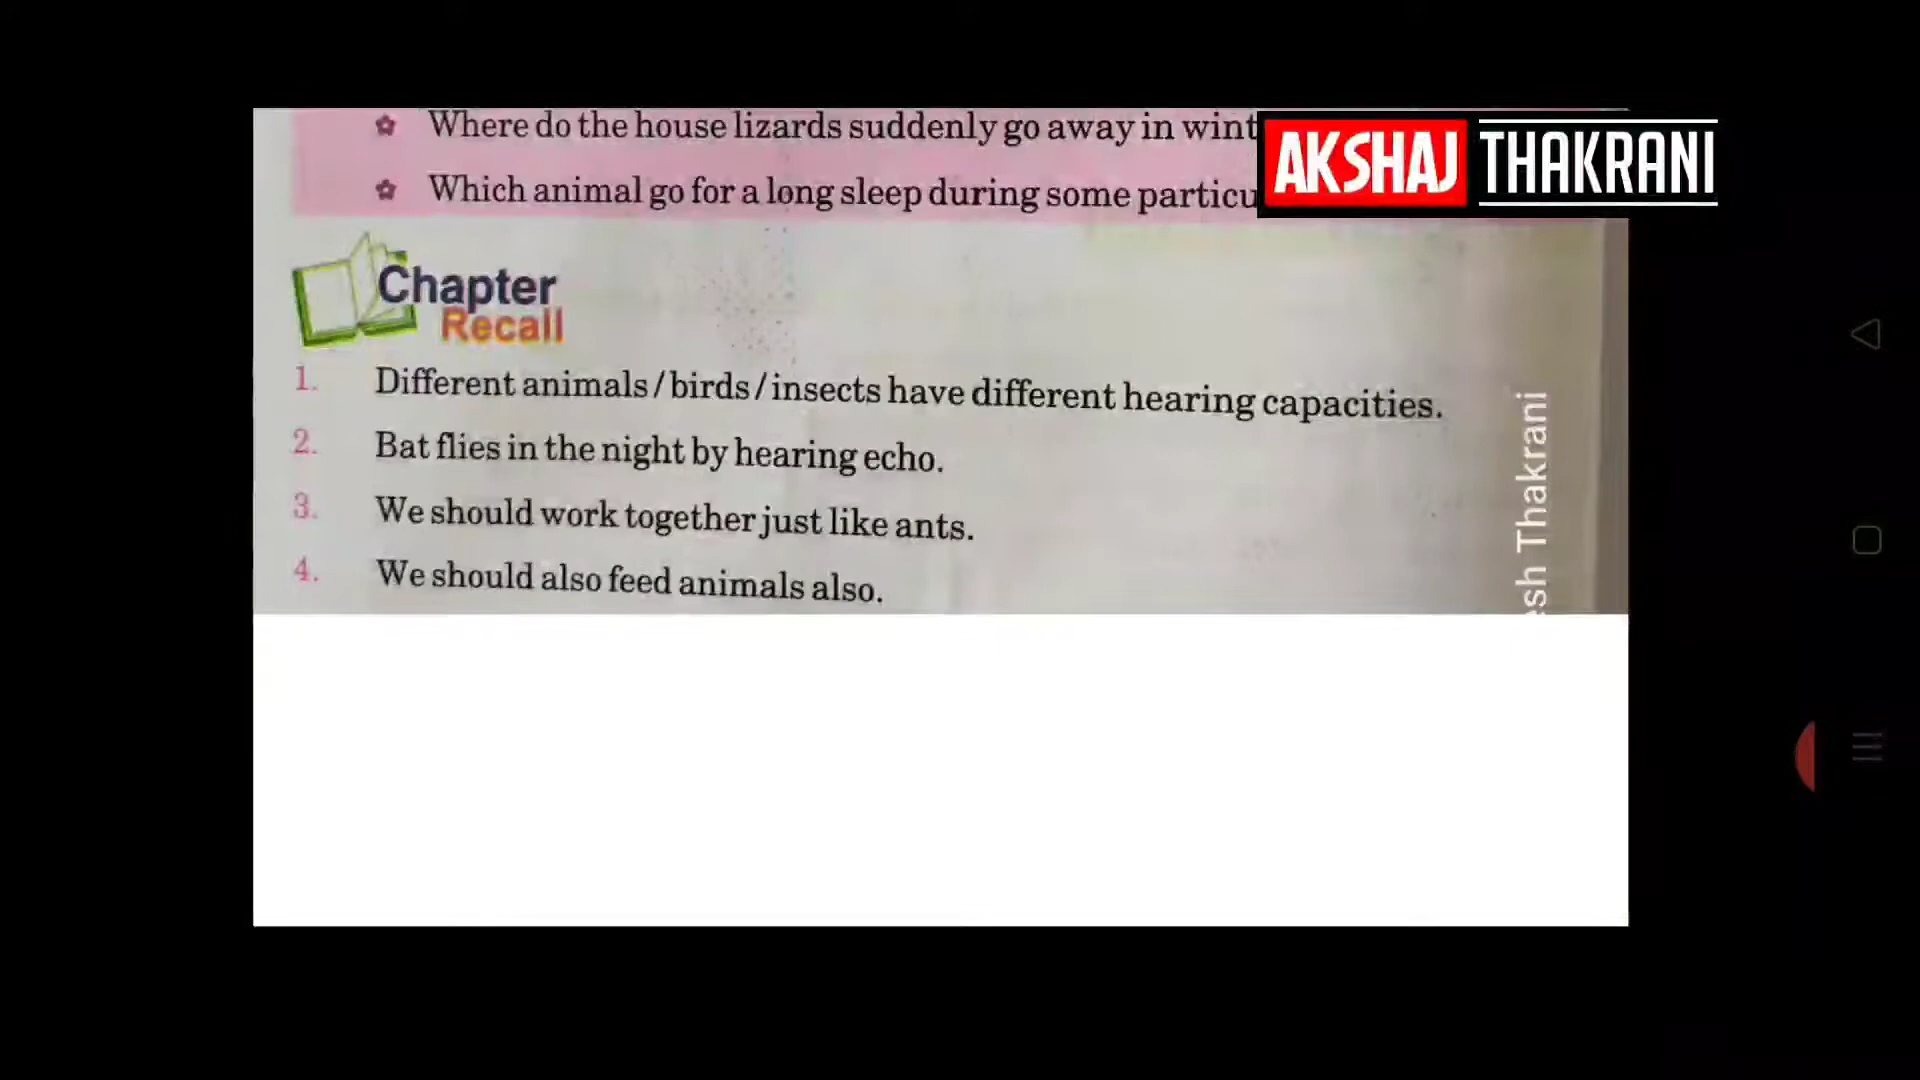 Where do the house lizards suddenly go away in wint
AKSHAJ THAKRANI
Which animal go for a long sleep during some particu
Chapter
Recall
1. Different animals/birds/insects have different hearing capacities.
2. Bat flies in the night by hearing echo.
3. We should work together just like ants.
4. We should also feed animals also.
esh Thakrani